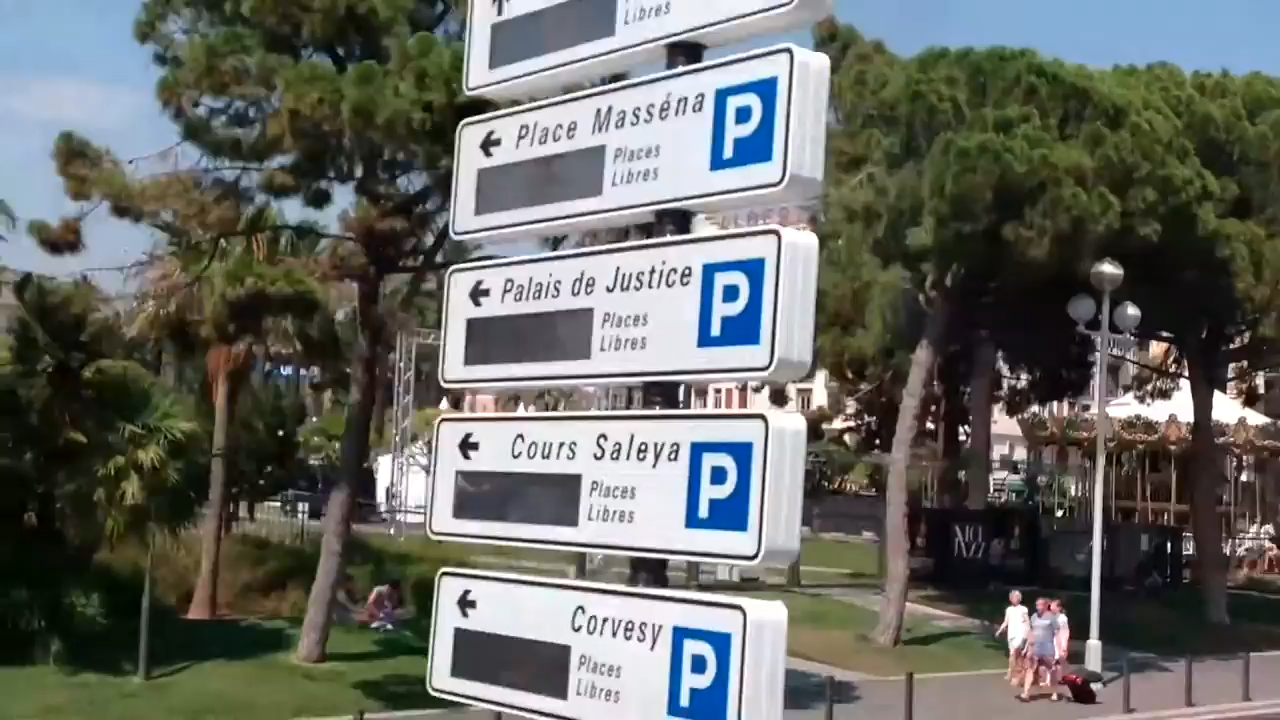 Libres
Place Masséna P
Places
Libres
Palais de Justice P
Places
Libres
Cours Saleya P
Places
Libres
Corvesy P
Places
Libres